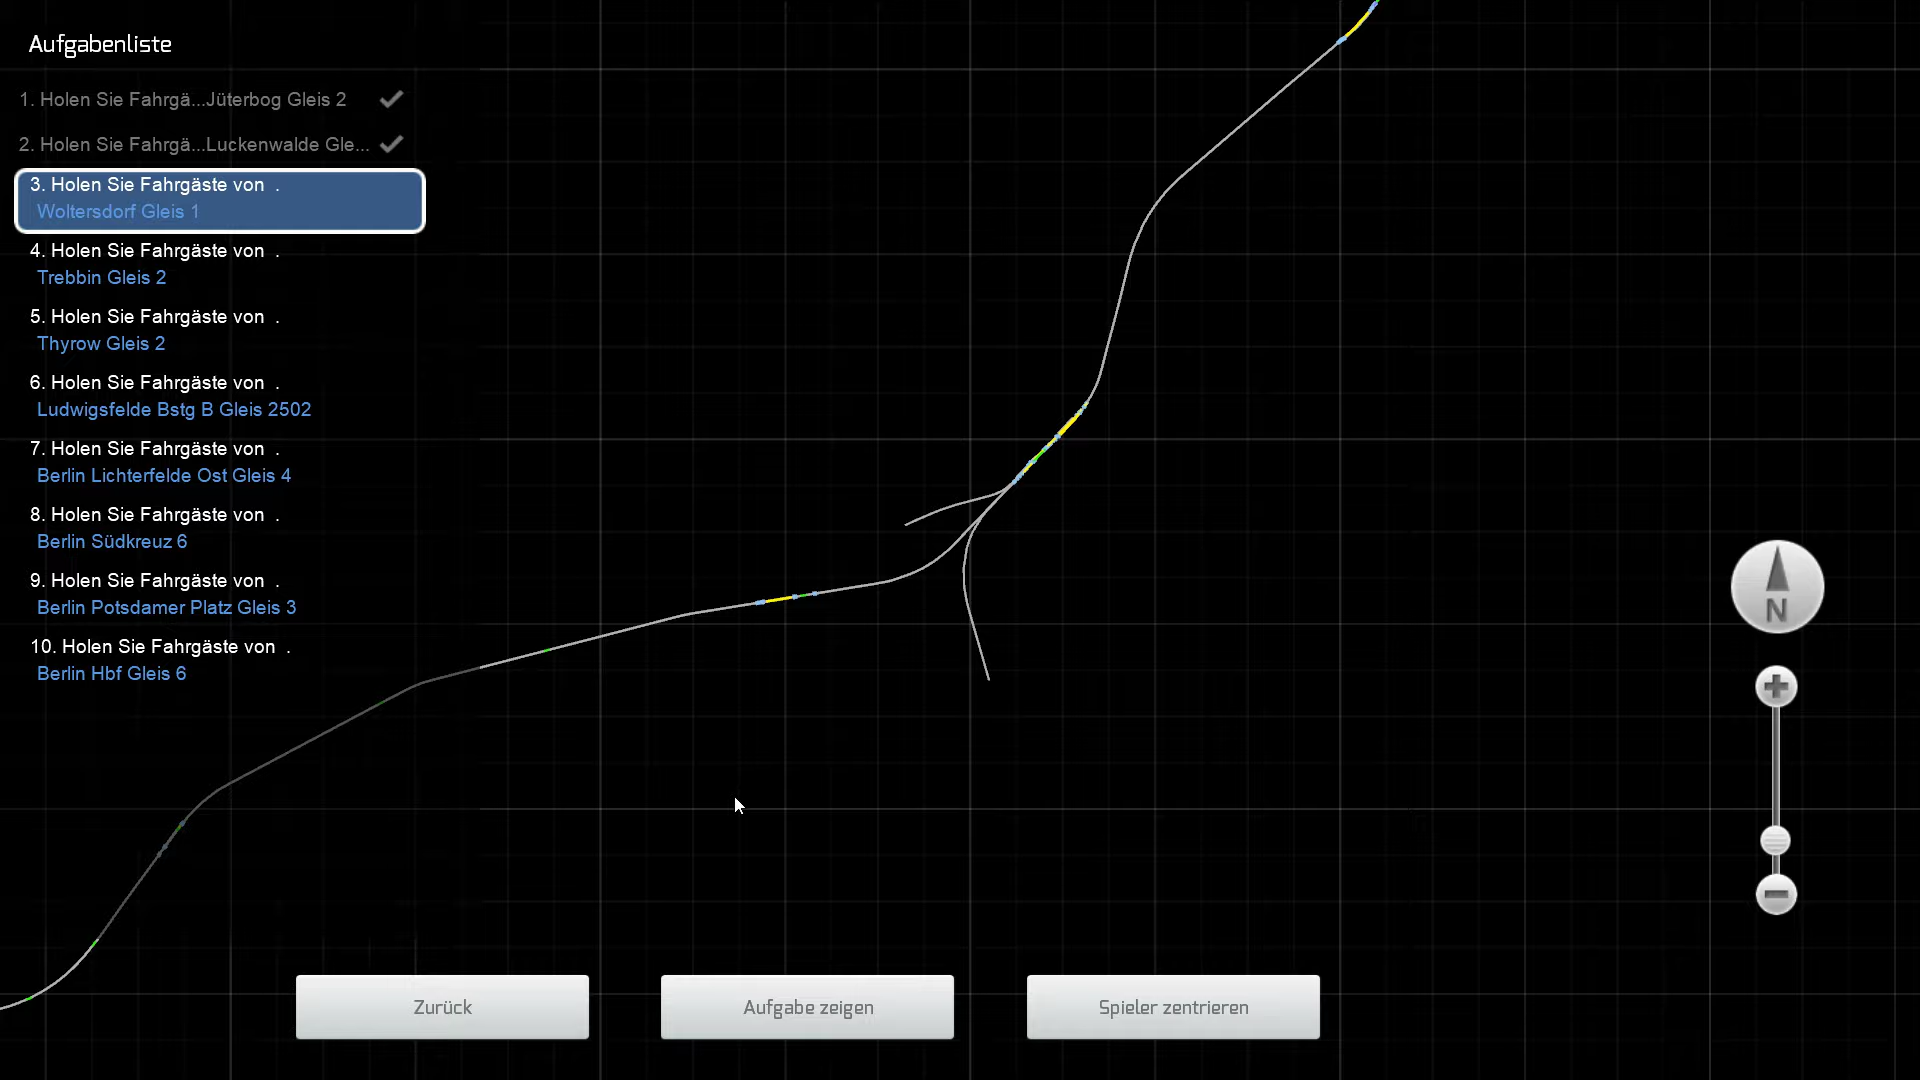 Aufgabenliste
1. Holen Sie Fahrgä...Jüterbog Gleis 2
2. Holen Sie Fahrgä...Luckenwalde Gle...
3. Holen Sie Fahrgäste von .
Woltersdorf Gleis 1
4. Holen Sie Fahrgäste von .
Trebbin Gleis 2
5. Holen Sie Fahrgäste von .
Thyrow Gleis 2
6. Holen Sie Fahrgäste von .
Ludwigsfelde Bstg B Gleis 2502
7. Holen Sie Fahrgäste von .
Berlin Lichterfelde Ost Gleis 4
8. Holen Sie Fahrgäste von .
Berlin Südkreuz 6
9. Holen Sie Fahrgäste von .
Berlin Potsdamer Platz Gleis 3
10. Holen Sie Fahrgäste von .
Berlin Hbf Gleis 6
N
Zurück
Aufgabe zeigen
Spieler zentrieren